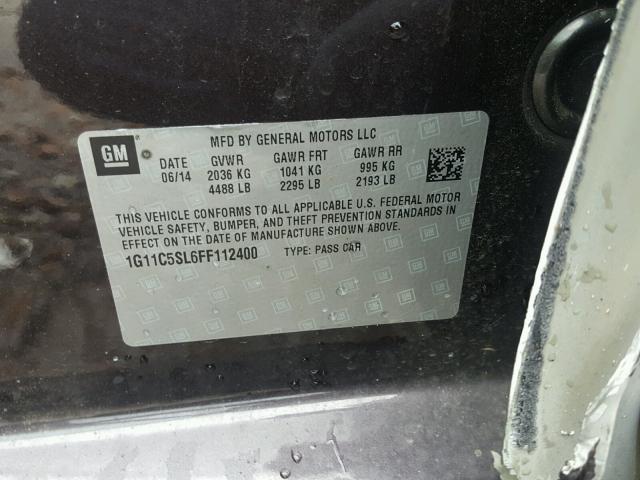 GM
MFD BY GENERAL MOTORS LLC
DATE GVWR GAWR FRT GAWR RR
06/14 2036 KG 1041 KG 995 KG
4488 LB 2295 LB 2193 LB
THIS VEHICLE CONFORMS TO ALL APPLICABLE U.S. FEDERAL MOTOR
VEHICLE SAFETY, BUMPER, AND THEFT PREVENTION STANDARDS IN
EFFECT ON THE DATE OF MANUFACTURE SHOWN ABOVE.
1G11C5SL6FF112400 TYPE: PASS CAR